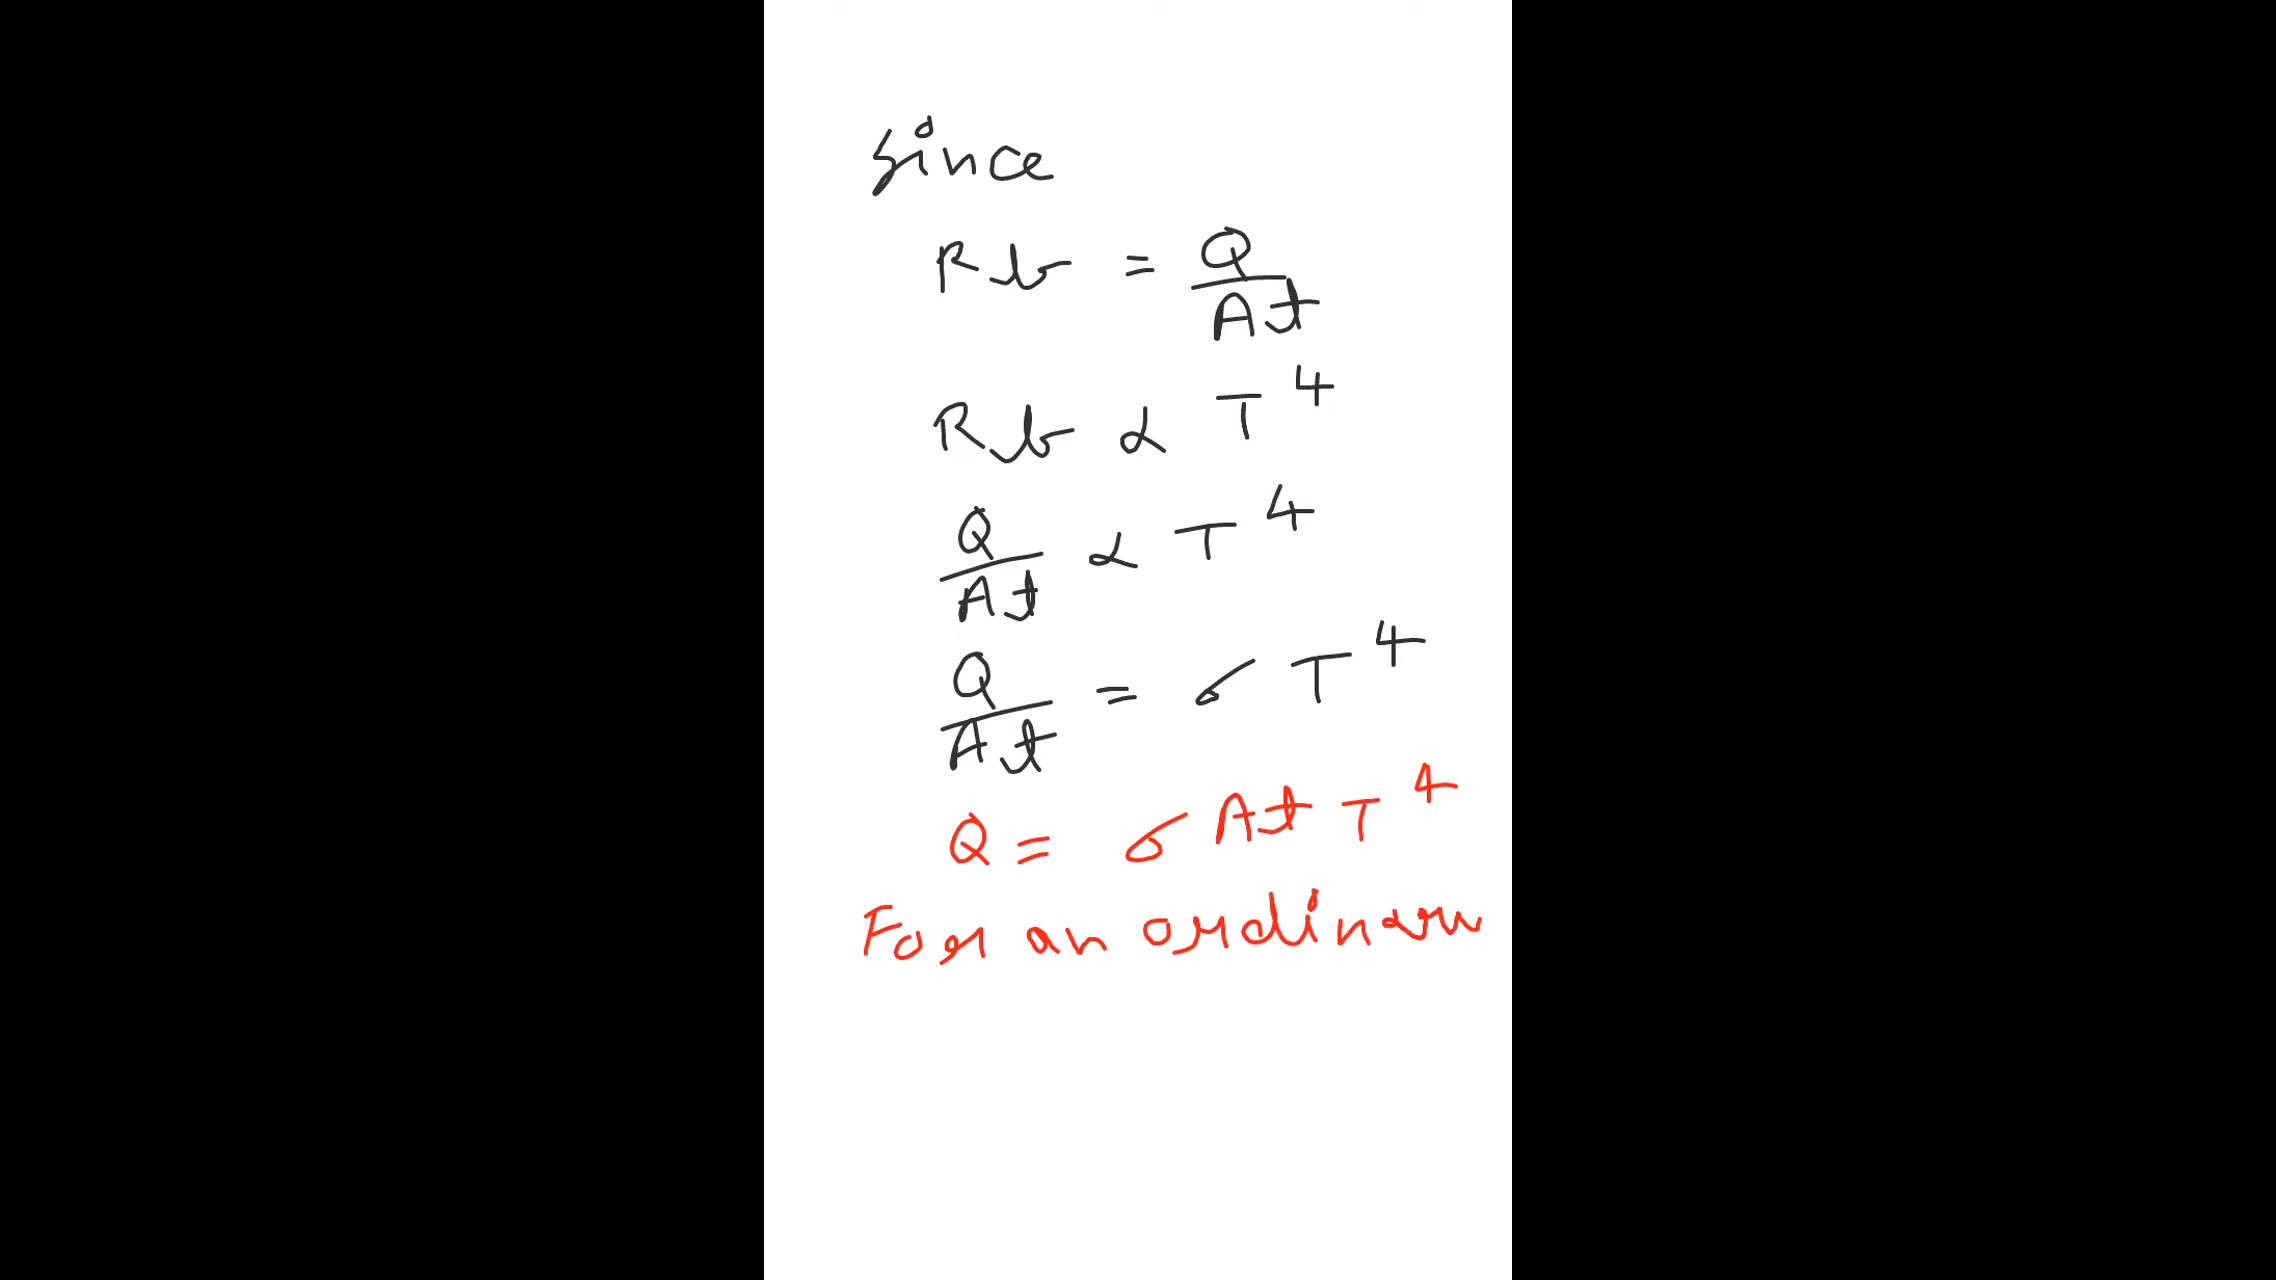 Since
Rb = Q/At
Rb α T⁴
Q/At α T⁴
Q/At = σ T⁴
Q = σ At T⁴
For an ordinary